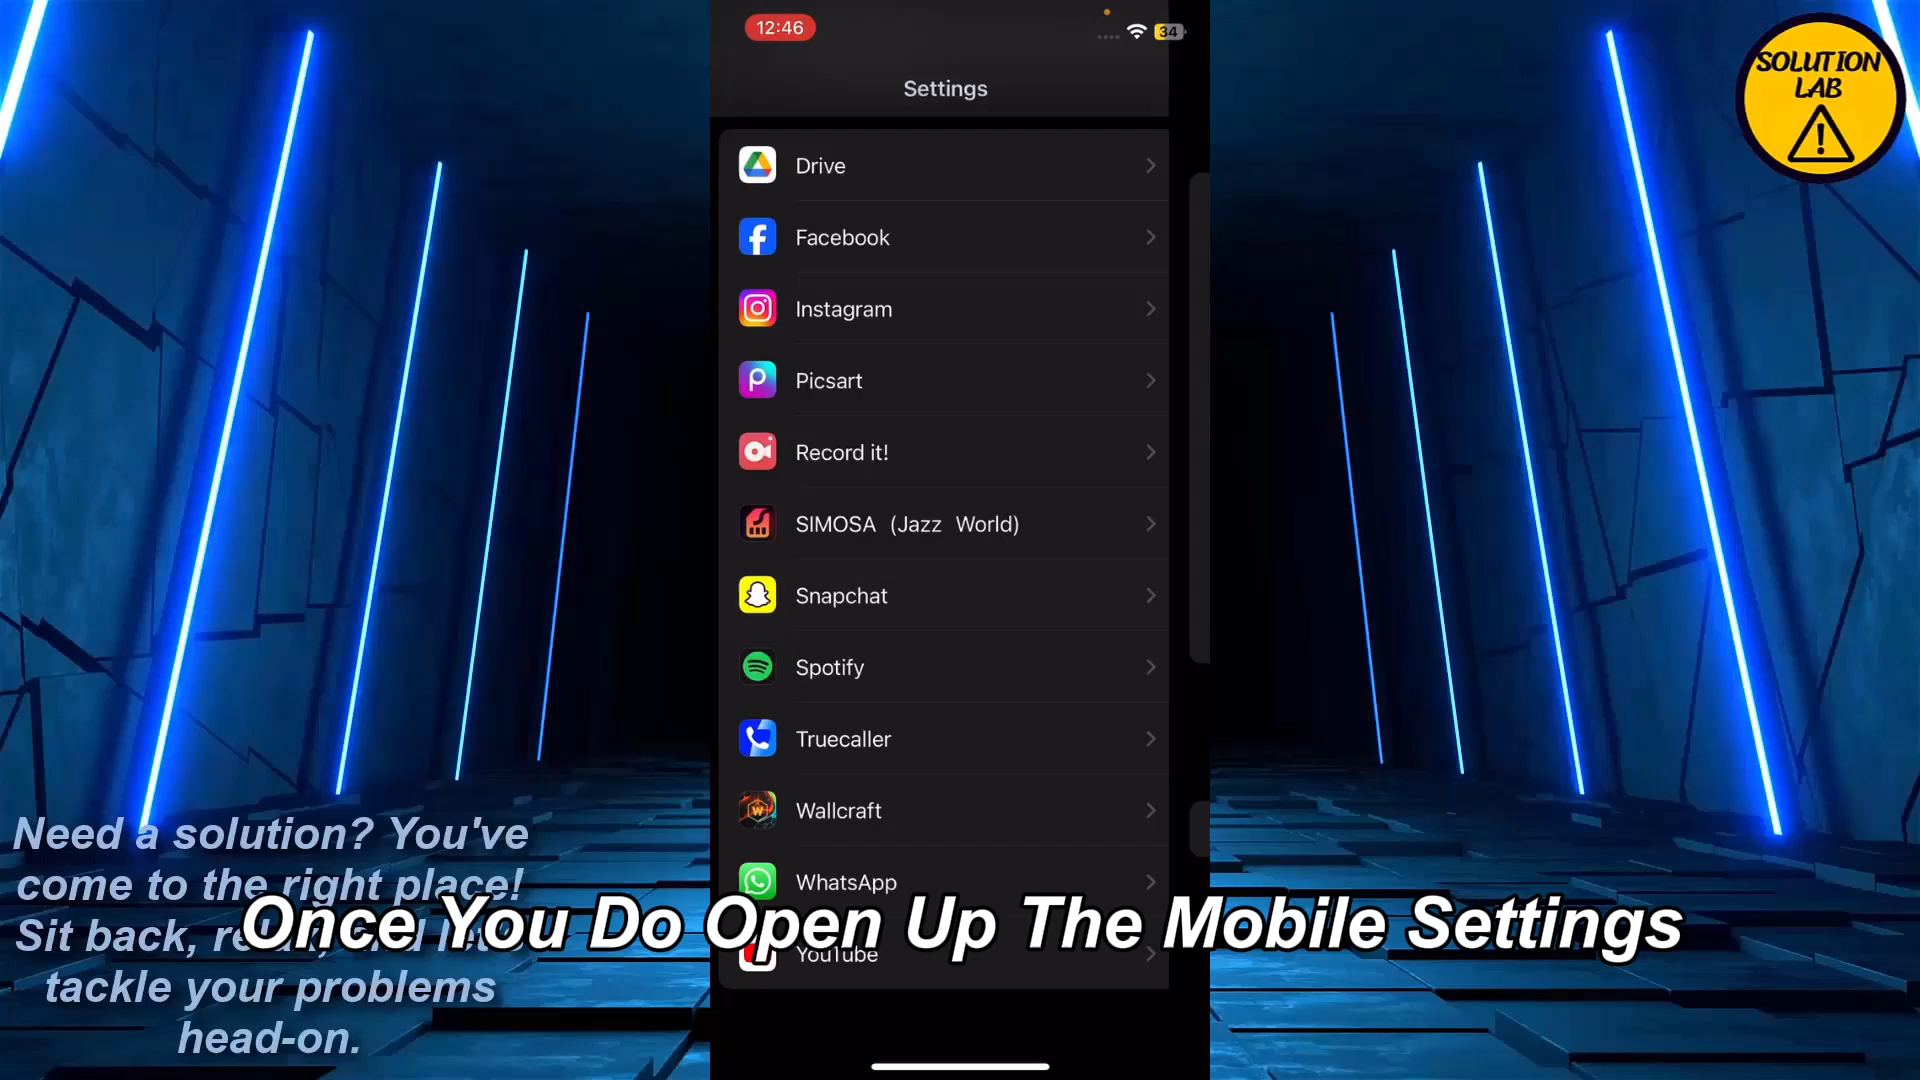 12:46
34
Settings
SOLUTION
LAB
Drive
Facebook
Instagram
Picsart
Record it!
SIMOSA (Jazz World)
Snapchat
Spotify
Truecaller
Wallcraft
WhatsApp
YouTube
Need a solution? You've
come to the right place!
Sit back, and let
tackle your problems
head-on.
Once You Do Open Up The Mobile Settings